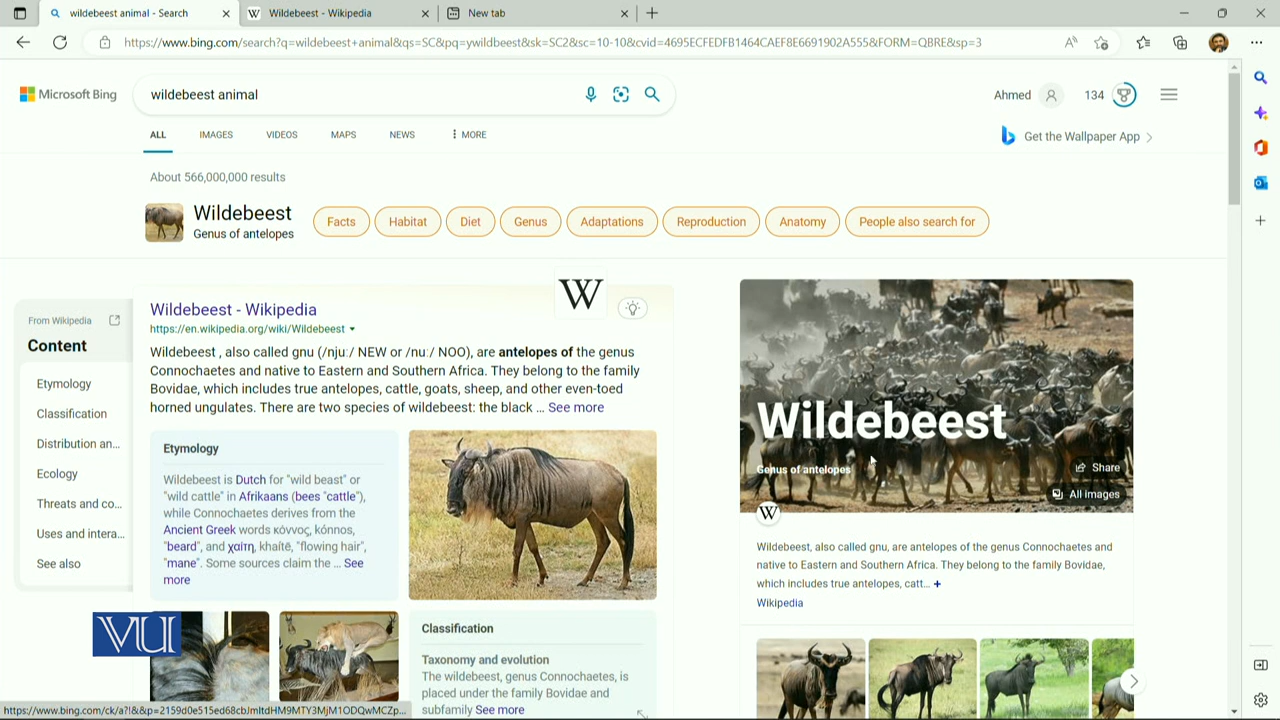 wildebeest animal - Search
Wildebeest - Wikipedia
New tab
https://www.bing.com/search?q=wildebeest+animal&qs=SC&pq=ywildbeest&sk=SC2&sc=10-10&cvid=4695ECFEDFB1464CAEF8E6691902A555&FORM=QBRE&sp=3
Microsoft Bing
wildebeest animal
Ahmed
134
ALL
IMAGES
VIDEOS
MAPS
NEWS
MORE
Get the Wallpaper App
About 566,000,000 results
Wildebeest
Genus of antelopes
Facts
Habitat
Diet
Genus
Adaptations
Reproduction
Anatomy
People also search for
From Wikipedia
Content
Etymology
Classification
Distribution an...
Ecology
Threats and co...
Uses and intera...
See also
Wildebeest - Wikipedia
W
https://en.wikipedia.org/wiki/Wildebeest
Wildebeest , also called gnu (/njuː/ NEW or /nuː/ NOO), are antelopes of the genus
Connochaetes and native to Eastern and Southern Africa. They belong to the family
Bovidae, which includes true antelopes, cattle, goats, sheep, and other even-toed
horned ungulates. There are two species of wildebeest: the black ... See more
Etymology
Wildebeest is Dutch for "wild beast" or
"wild cattle" in Afrikaans (bees "cattle"),
while Connochaetes derives from the
Ancient Greek words κόννος, kónnos,
"beard", and χαίτη, khaítē, "flowing hair",
"mane". Some sources claim the ... See
more
Classification
Taxonomy and evolution
The wildebeest, genus Connochaetes, is
placed under the family Bovidae and
subfamily See more
Wildebeest
Genus of antelopes
Share
All images
W
Wildebeest, also called gnu, are antelopes of the genus Connochaetes and
native to Eastern and Southern Africa. They belong to the family Bovidae,
which includes true antelopes, catt... +
Wikipedia
VU